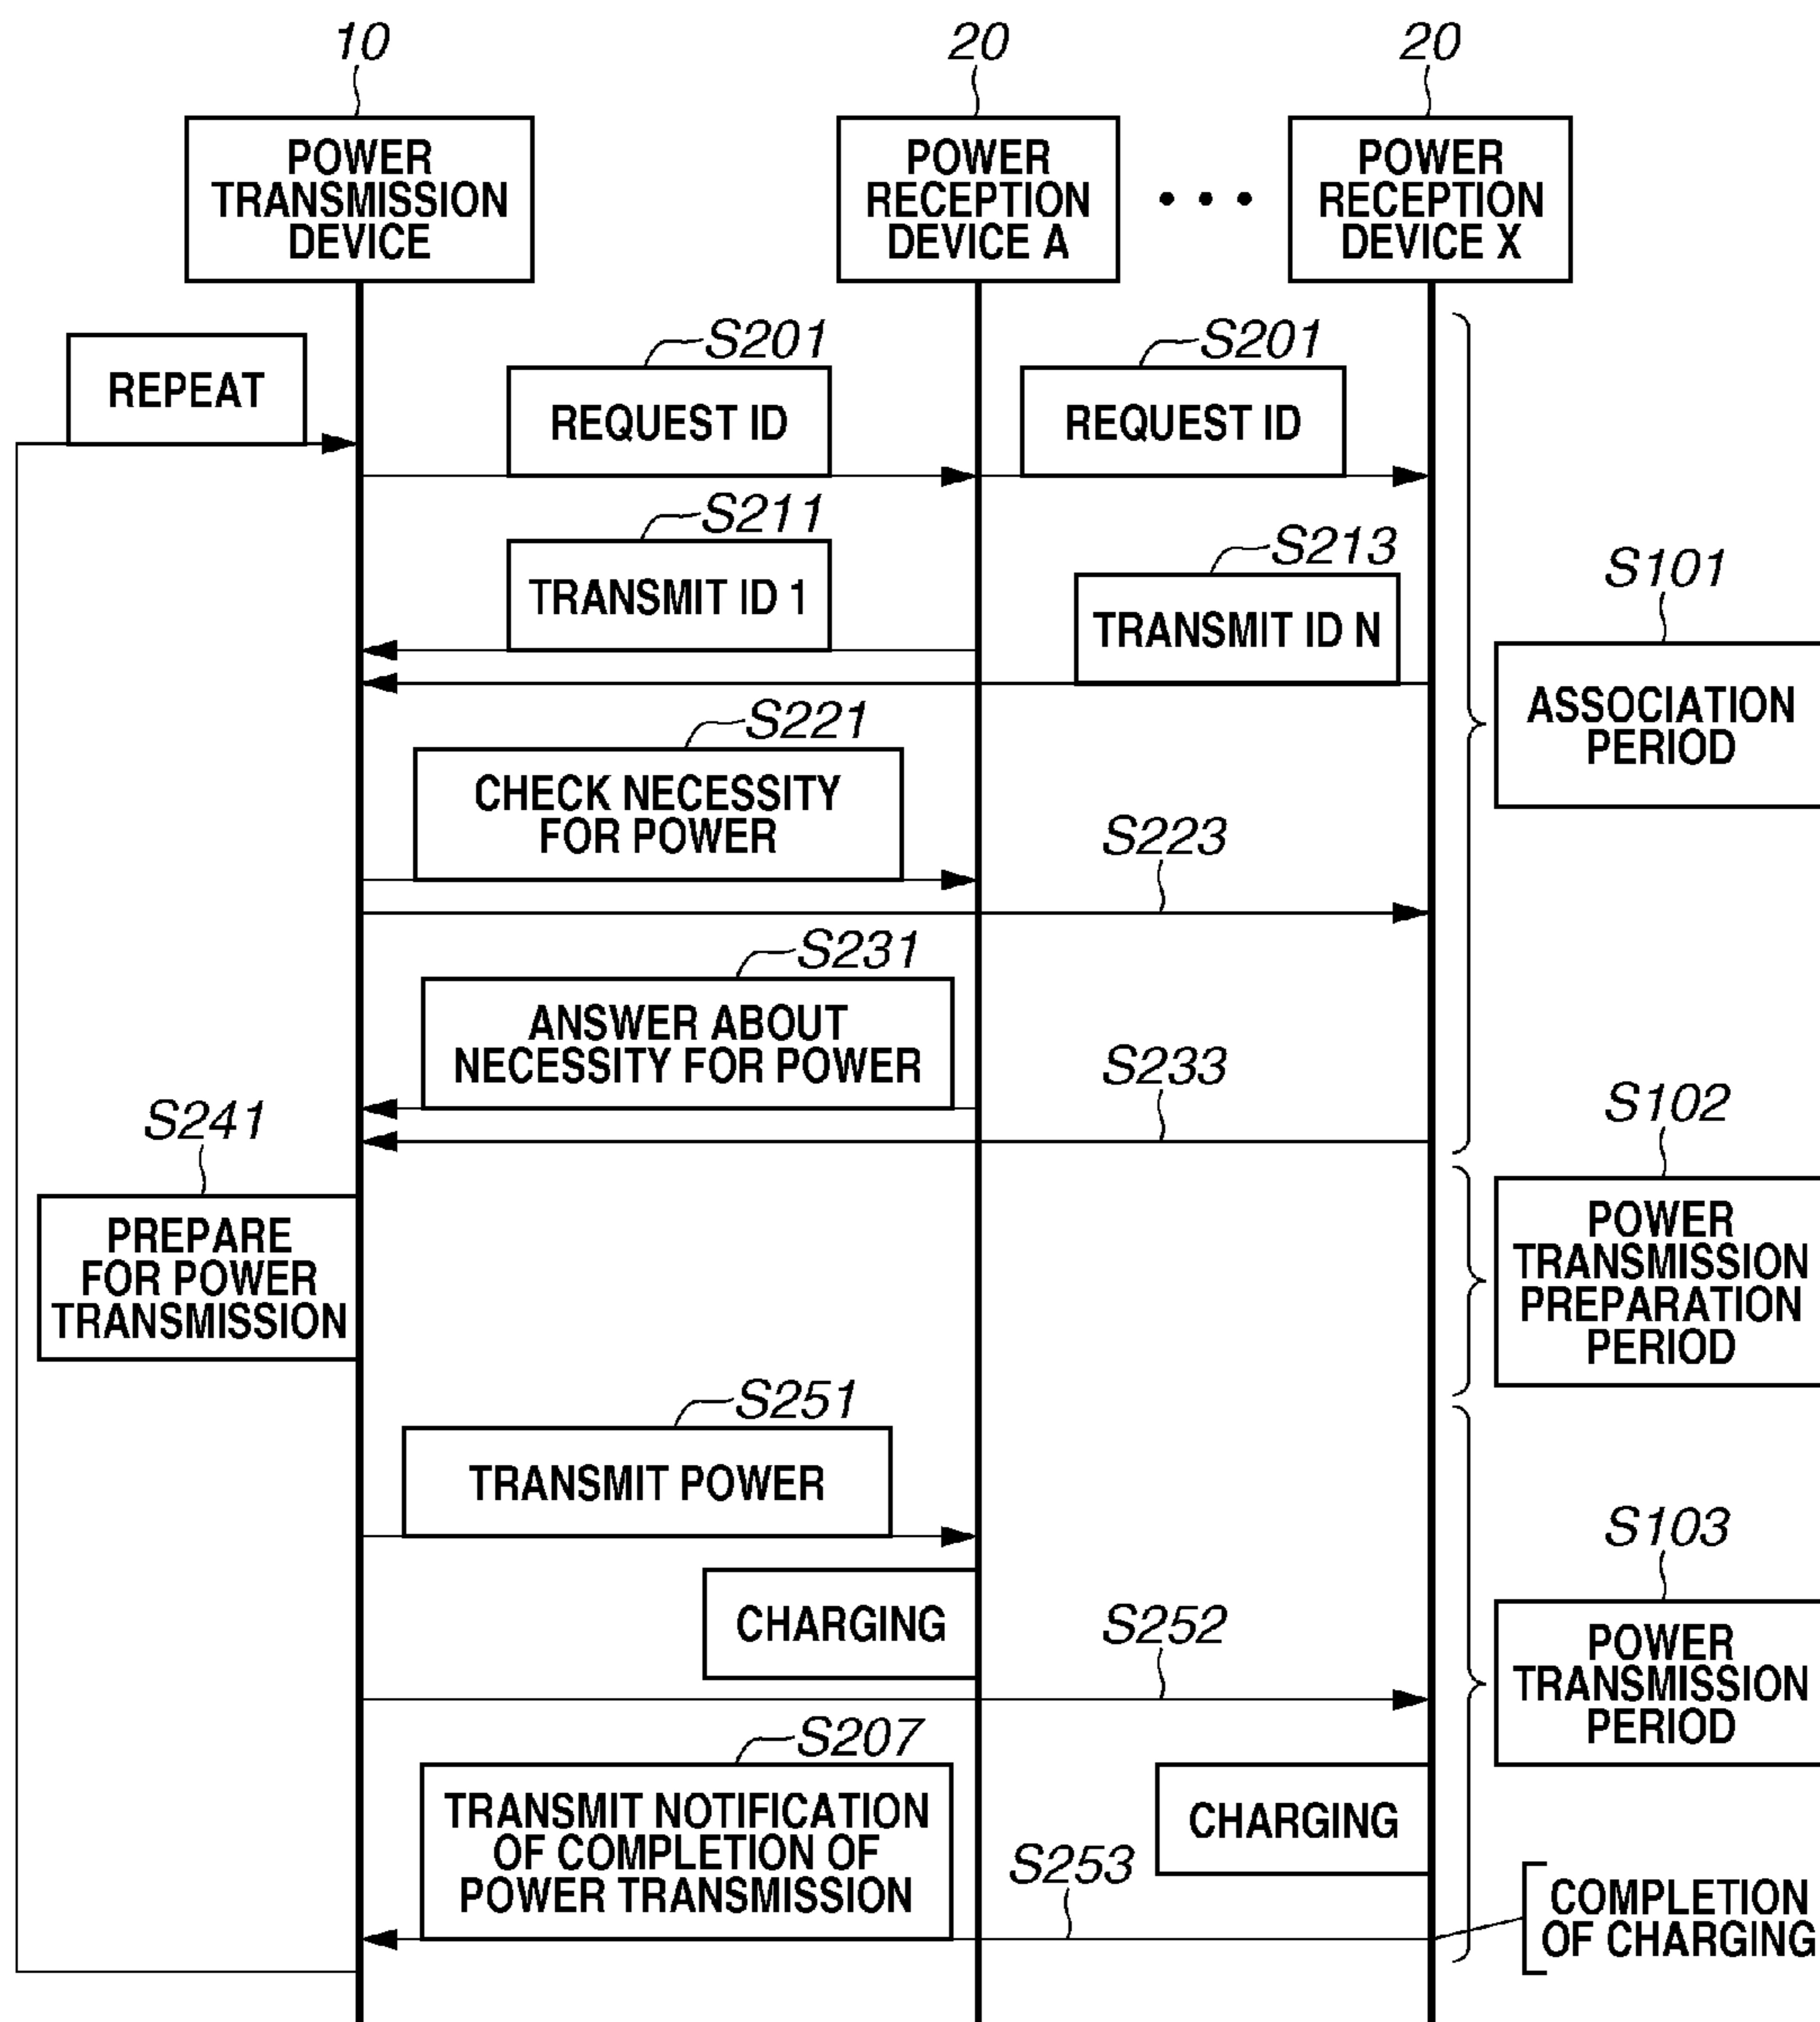 10
20
20
POWER
TRANSMISSION
DEVICE
POWER
RECEPTION
DEVICE A
• • •
POWER
RECEPTION
DEVICE X
REPEAT
S201
REQUEST ID
S201
REQUEST ID
S211
TRANSMIT ID 1
S213
TRANSMIT ID N
S101
ASSOCIATION
PERIOD
S221
CHECK NECESSITY
FOR POWER
S223
S231
ANSWER ABOUT
NECESSITY FOR POWER
S233
S241
PREPARE
FOR POWER
TRANSMISSION
S102
POWER
TRANSMISSION
PREPARATION
PERIOD
S251
TRANSMIT POWER
CHARGING
S252
S103
POWER
TRANSMISSION
PERIOD
S207
TRANSMIT NOTIFICATION
OF COMPLETION OF
POWER TRANSMISSION
S253
CHARGING
COMPLETION
OF CHARGING